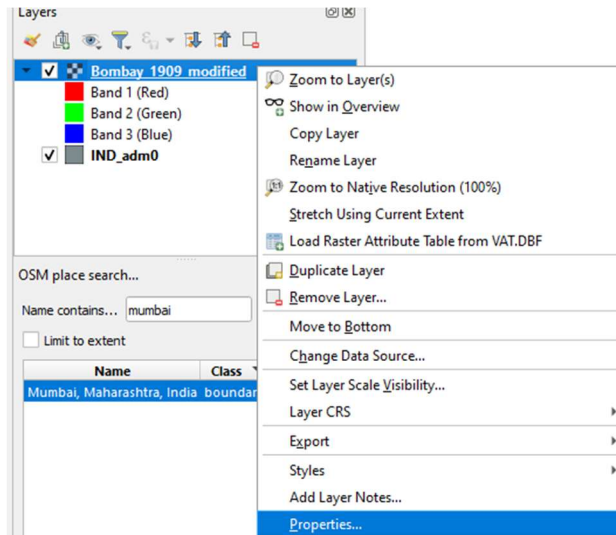 Layers
Bombay_1909_modified
Band 1 (Red)
Band 2 (Green)
Band 3 (Blue)
IND_adm0
OSM place search...
Name contains... mumbai
Limit to extent
Name Class
Mumbai, Maharashtra, India boundar
Zoom to Layer(s)
Show in Overview
Copy Layer
Rename Layer
Zoom to Native Resolution (100%)
Stretch Using Current Extent
Load Raster Attribute Table from VAT.DBF
Duplicate Layer
Remove Layer...
Move to Bottom
Change Data Source...
Set Layer Scale Visibility...
Layer CRS
Export
Styles
Add Layer Notes...
Properties...